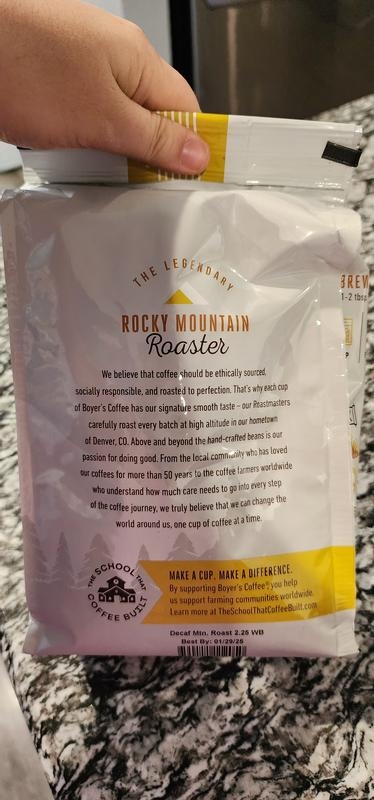 THE LEGENDARY
ROCKY MOUNTAIN
Roaster
We believe that coffee should be ethically sourced,
socially responsible, and roasted to perfection. That's why each cup
of Boyer's Coffee has our signature smooth taste – our Roastmasters
carefully roast every batch at high altitude in our hometown
of Denver, CO. Above and beyond the hand-crafted beans is our
passion for doing good. From the local community who has loved
our coffees for more than 50 years to the coffee farmers worldwide
who understand how much care needs to go into every step
of the coffee journey, we truly believe that we can change the
world around us, one cup of coffee at a time.
THE SCHOOL THAT
COFFEE BUILT
MAKE A CUP. MAKE A DIFFERENCE.
By supporting Boyer's Coffee®, you help
us support farming communities worldwide.
Learn more at TheSchoolThatCoffeeBuilt.com
Decaf Mtn. Roast 2.25 WB
Best By: 01/29/25
BREW
1-2 tbsp